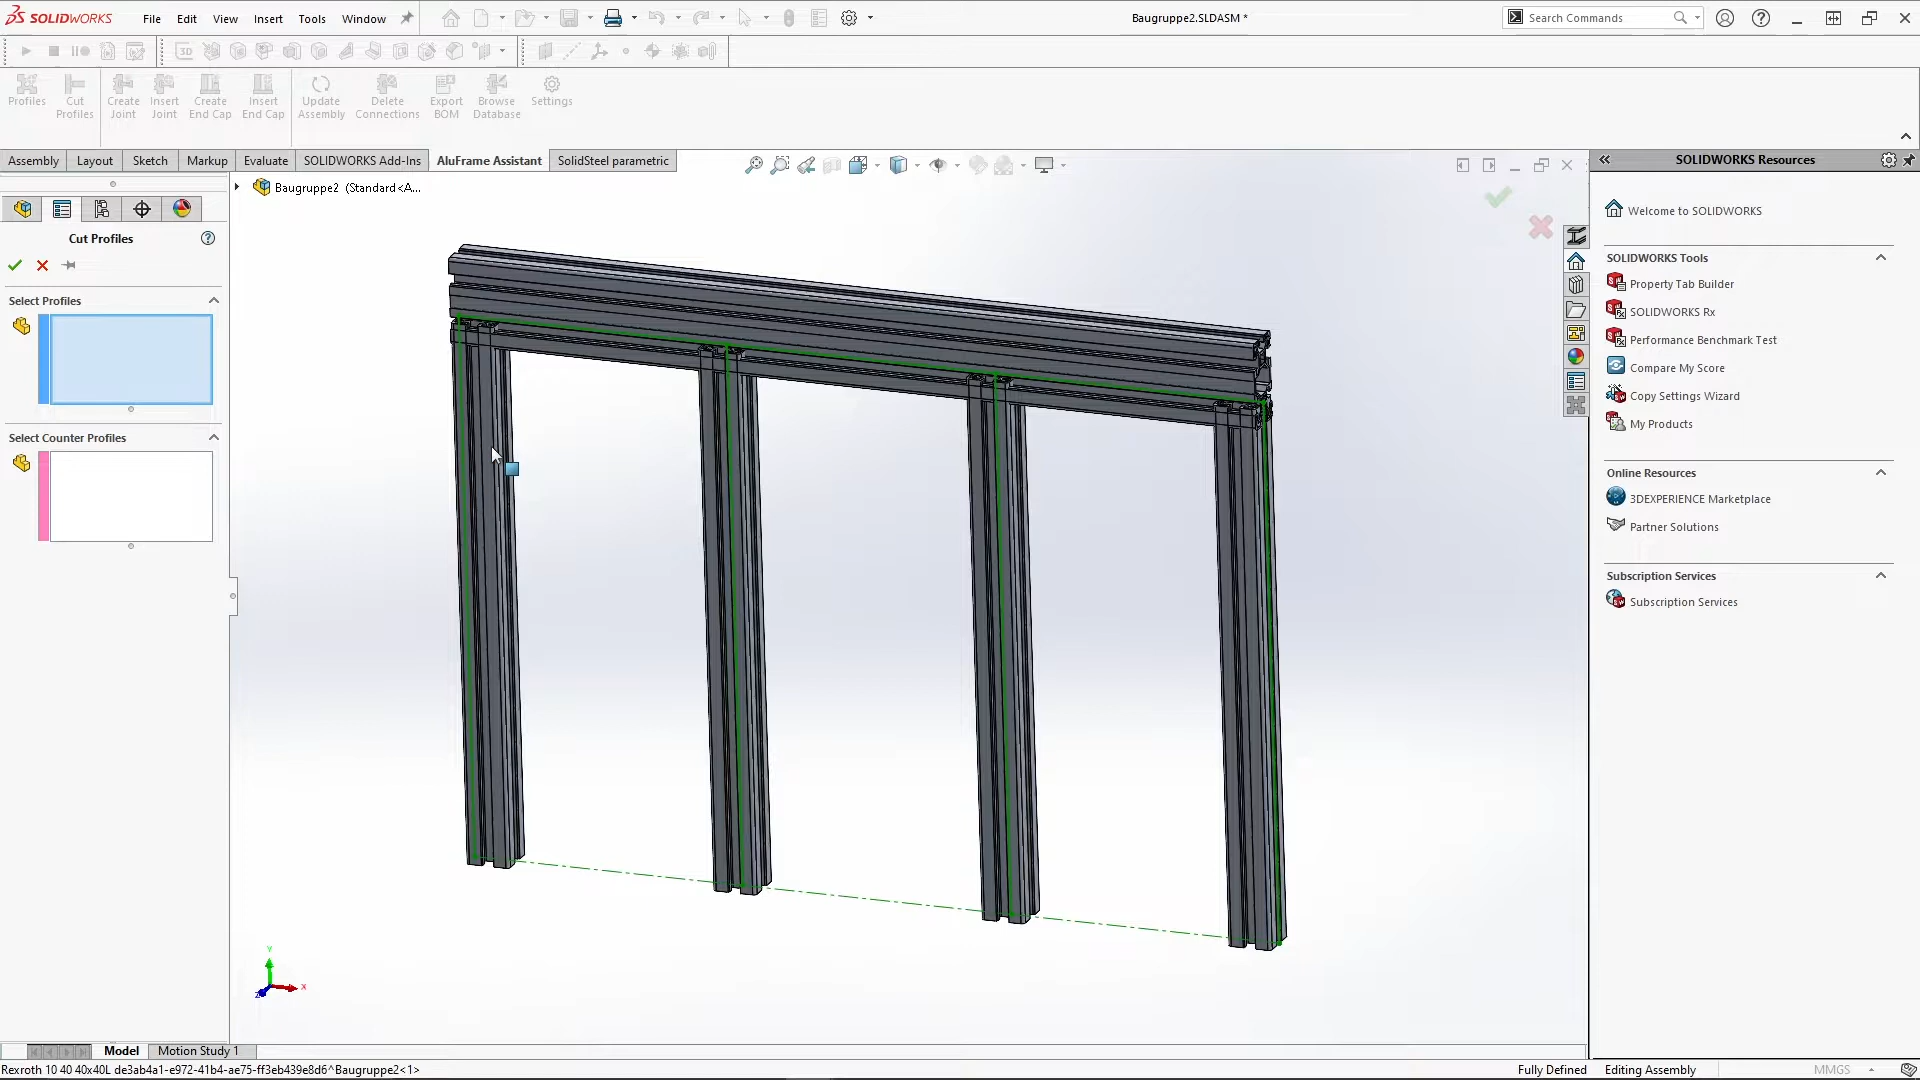 SOLIDWORKS
File Edit View Insert Tools Window
Baugruppe2.SLDASM *
Search Commands
Profiles
Cut Profiles
Create Joint
Insert Joint
Create End Cap
Insert End Cap
Update Assembly
Delete Connections
Export BOM
Browse Database
Settings
Assembly Layout Sketch Markup Evaluate SOLIDWORKS Add-Ins AluFrame Assistant SolidSteel parametric
Baugruppe2 (Standard<A...
Cut Profiles
Select Profiles
Select Counter Profiles
SOLIDWORKS Resources
Welcome to SOLIDWORKS
SOLIDWORKS Tools
Property Tab Builder
SOLIDWORKS Rx
Performance Benchmark Test
Compare My Score
Copy Settings Wizard
My Products
Online Resources
3DEXPERIENCE Marketplace
Partner Solutions
Subscription Services
Subscription Services
Y
X
Z
Model Motion Study 1
Rexroth 10 40 40x40L de3ab4a1-e972-41b4-ae75-ff3eb439e8d6^Baugruppe2<1>
Fully Defined Editing Assembly MMGS